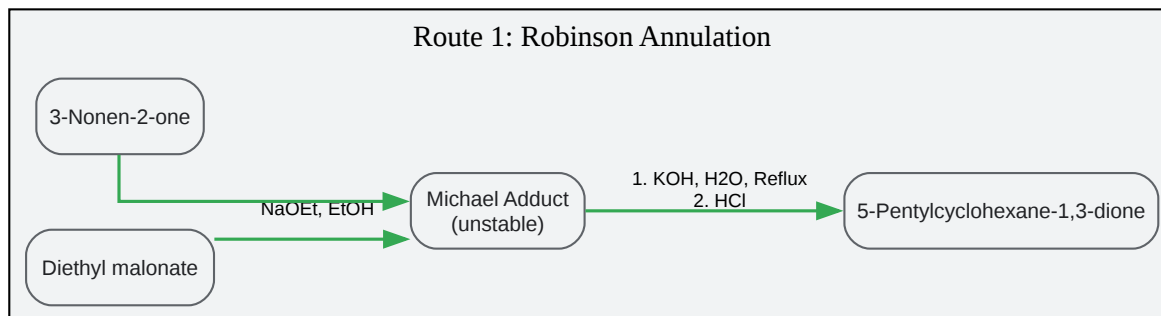 Route 1: Robinson Annulation
3-Nonen-2-one
NaOEt, EtOH
Diethyl malonate
Michael Adduct
(unstable)
1. KOH, H2O, Reflux
2. HCl
5-Pentylcyclohexane-1,3-dione